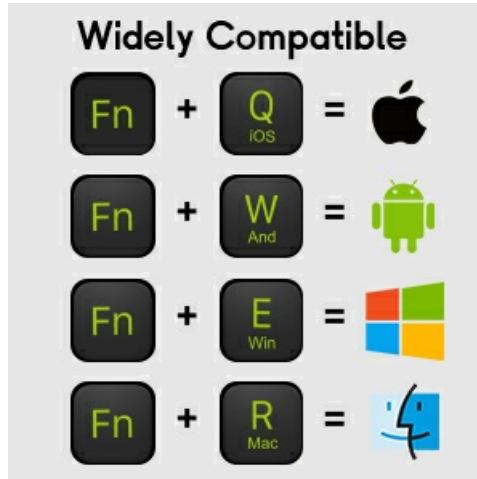 Widely Compatible
Fn + Q =
iOS
Fn + W =
And
Fn + E =
Win
Fn + R =
Mac